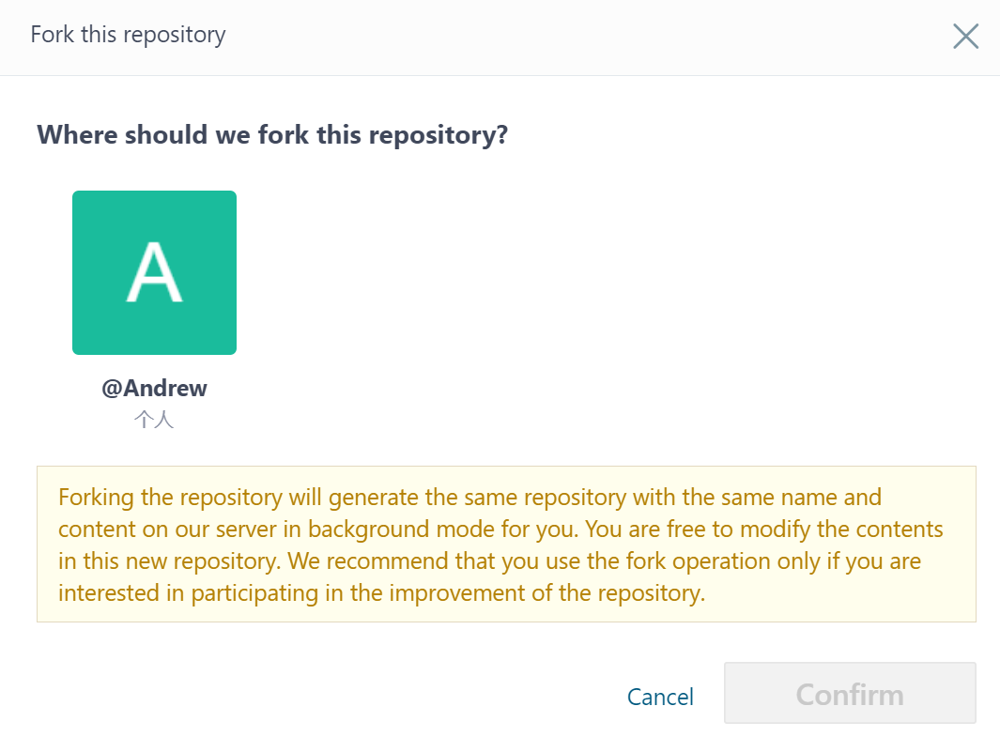 Fork this repository
Where should we fork this repository?
A
@Andrew
个人
Forking the repository will generate the same repository with the same name and
content on our server in background mode for you. You are free to modify the contents
in this new repository. We recommend that you use the fork operation only if you are
interested in participating in the improvement of the repository.
Cancel
Confirm